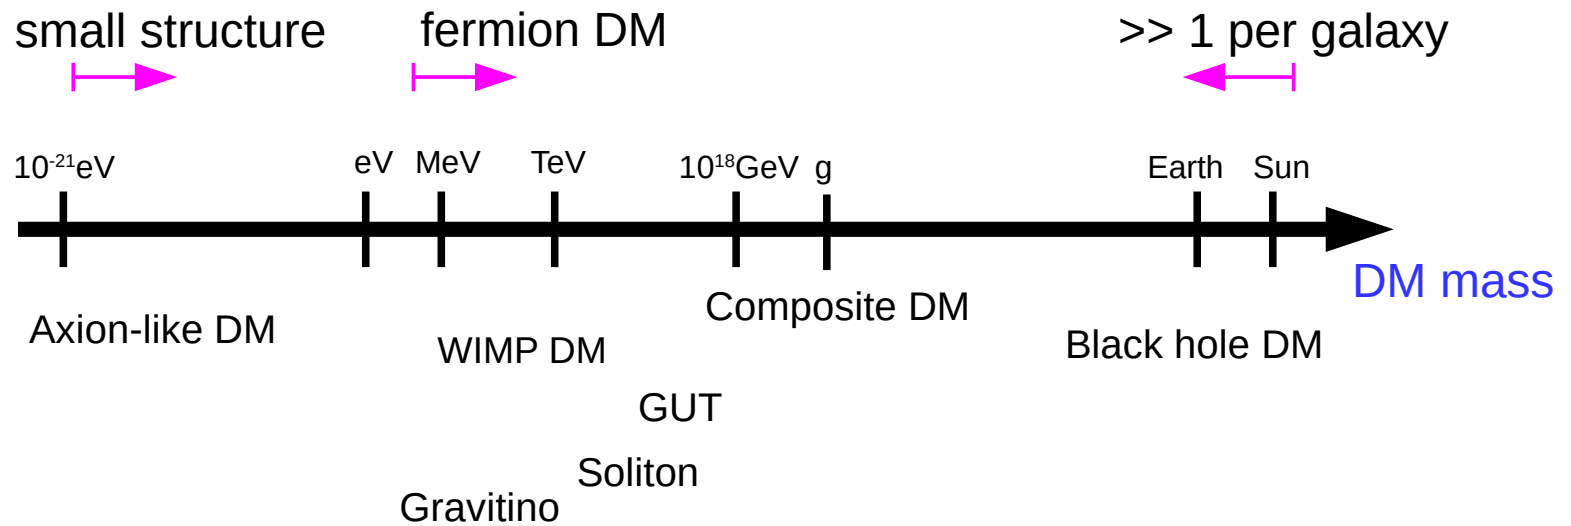 small structure
fermion DM
>> 1 per galaxy
10⁻²¹eV
eV
MeV
TeV
10¹⁸GeV
g
Earth
Sun
DM mass
Axion-like DM
WIMP DM
Composite DM
Black hole DM
GUT
Soliton
Gravitino